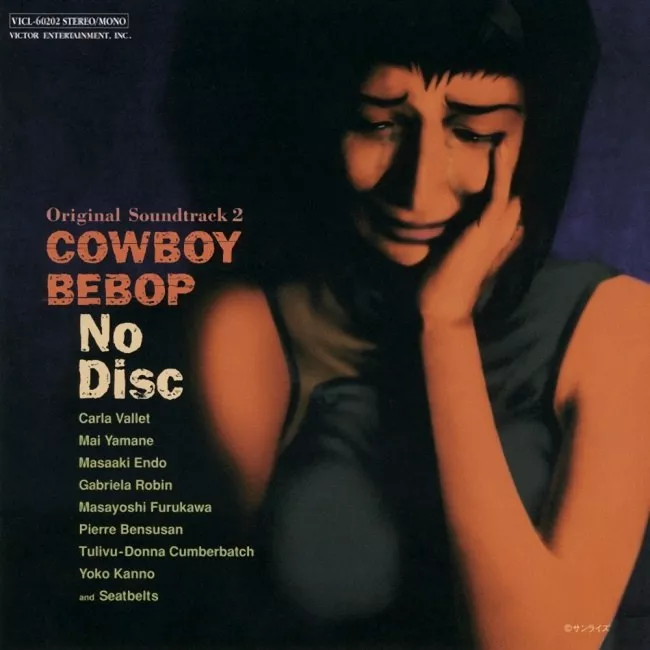 VICL-60202 STEREO/MONO
VICTOR ENTERTAINMENT, INC.
Original Soundtrack 2
COWBOY
BEBOP
No
Disc
Carla Vallet
Mai Yamane
Masaaki Endo
Gabriela Robin
Masayoshi Furukawa
Pierre Bensusan
Tulivu-Donna Cumberbatch
Yoko Kanno
and Seatbelts
©サンライズ